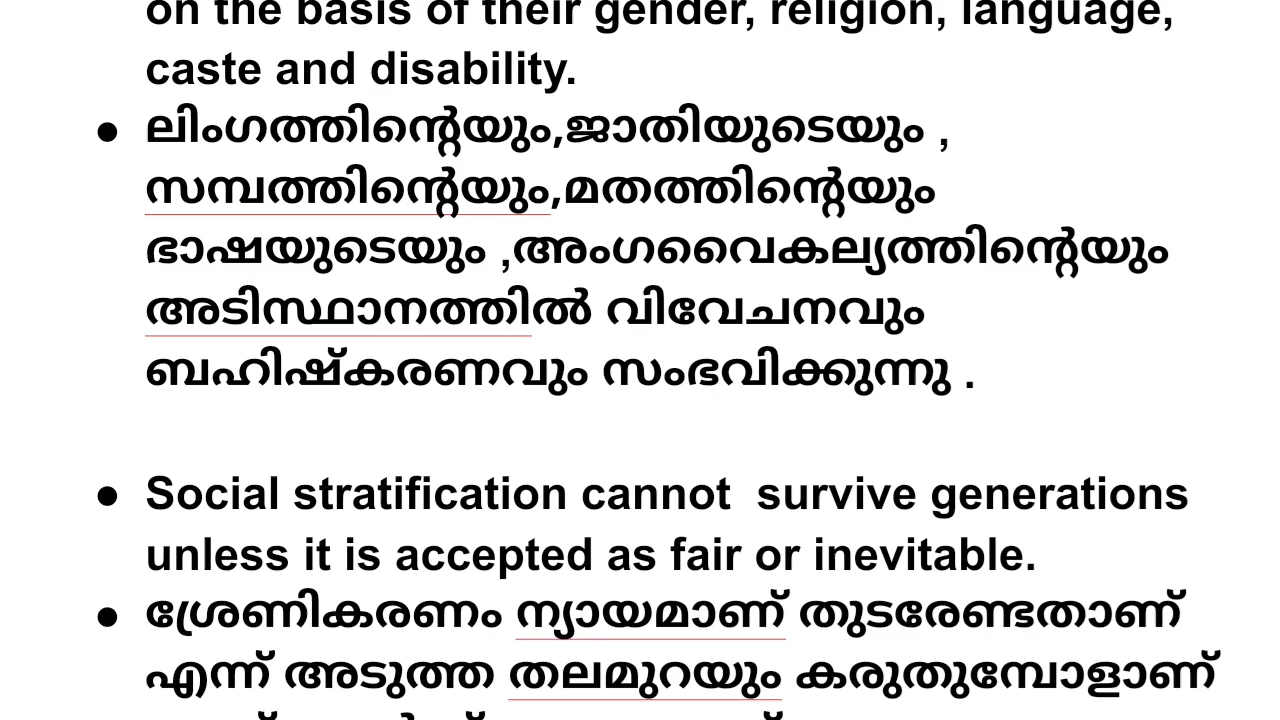 on the basis of their gender, religion, language,
caste and disability.
● ലിംഗത്തിന്റെയും,ജാതിയുടെയും ,
സമ്പത്തിന്റെയും,മതത്തിന്റെയും
ഭാഷയുടെയും ,അംഗവൈകല്യത്തിന്റെയും
അടിസ്ഥാനത്തിൽ വിവേചനവും
ബഹിഷ്കരണവും സംഭവിക്കുന്നു .
● Social stratification cannot  survive generations
unless it is accepted as fair or inevitable.
● ശ്രേണികരണം ന്യായമാണ് തുടരേണ്ടതാണ്
എന്ന് അടുത്ത തലമുറയും കരുതുമ്പോളാണ്